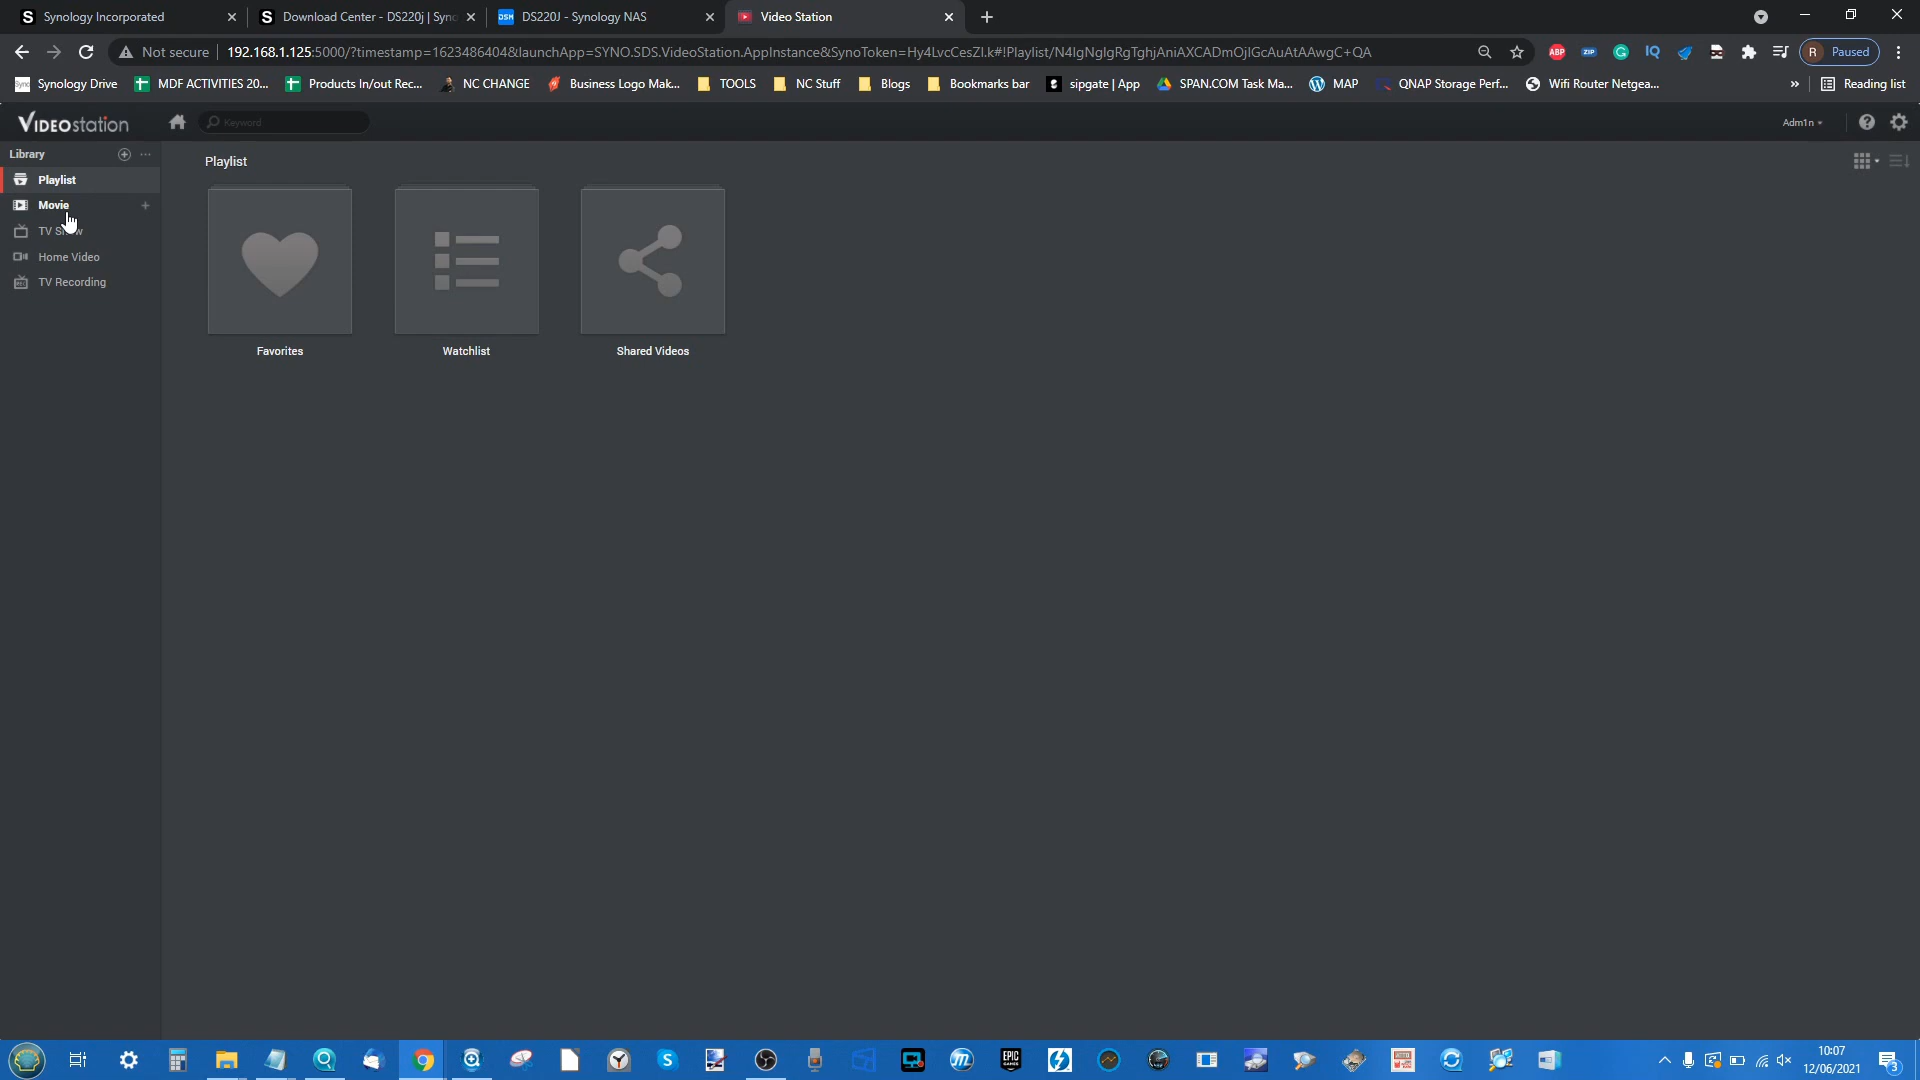 Synology Incorporated
Download Center - DS220j | Syno
DS220J - Synology NAS
Video Station
Not secure
192.168.1.125:5000/?timestamp=1623486404&launchApp=SYNO.SDS.VideoStation.AppInstance&SynoToken=Hy4LvcCesZI.k#!Playlist/N4IgNgIgRgTghjAniAXCADmOjIGcAuAtAAwgC+QA
Paused
Synology Drive
MDF ACTIVITIES 20...
Products In/out Rec...
NC CHANGE
Business Logo Mak...
TOOLS
NC Stuff
Blogs
Bookmarks bar
sipgate | App
SPAN.COM Task Ma...
MAP
QNAP Storage Perf...
Wifi Router Netgea...
»
Reading list
VIDEOstation
Keyword
Adm1n
Library
Playlist
Movie
Home Video
TV Recording
Playlist
Favorites
Watchlist
Shared Videos
10:07
12/06/2021
3